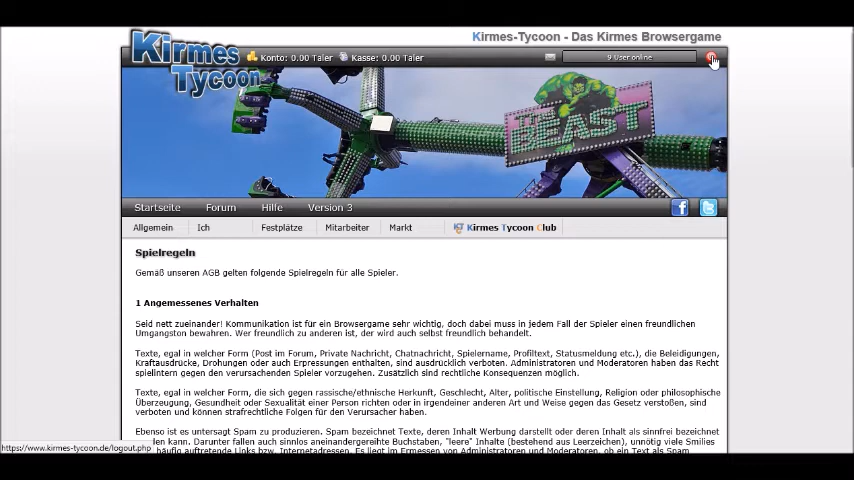 Kirmes-Tycoon - Das Kirmes Browsergame
Kirmes
Tycoon
Konto: 0.00 Taler
Kasse: 0.00 Taler
9 User online
THE
BEAST
Startseite
Forum
Hilfe
Version 3
Allgemein
Ich
Festplätze
Mitarbeiter
Markt
Kirmes Tycoon Club
Spielregeln
Gemäß unseren AGB gelten folgende Spielregeln für alle Spieler.
1 Angemessenes Verhalten
Seid nett zueinander! Kommunikation ist für ein Browsergame sehr wichtig, doch dabei muss in jedem Fall der Spieler einen freundlichen
Umgangston bewahren. Wer freundlich zu anderen ist, der wird auch selbst freundlich behandelt.
Texte, egal in welcher Form (Post im Forum, Private Nachricht, Chatnachricht, Spielername, Profiltext, Statusmeldung etc.), die Beleidigungen,
Kraftausdrücke, Drohungen oder auch Erpressungen enthalten, sind ausdrücklich verboten. Administratoren und Moderatoren haben das Recht
spielintern gegen den verursachenden Spieler vorzugehen. Zusätzlich sind rechtliche Konsequenzen möglich.
Texte, egal in welcher Form, die sich gegen rassische/ethnische Herkunft, Geschlecht, Alter, politische Einstellung, Religion oder philosophische
Überzeugung, Gesundheit oder Sexualität einer Person richten oder in irgendeiner anderen Art und Weise gegen das Gesetz verstoßen, sind
verboten und können strafrechtliche Folgen für den Verursacher haben.
Ebenso ist es untersagt Spam zu produzieren. Spam bezeichnet Texte, deren Inhalt Werbung darstellt oder deren Inhalt als sinnfrei bezeichnet
den kann. Darunter fallen auch sinnlos aneinandergereihte Buchstaben, "leere" Inhalte (bestehend aus Leerzeichen), unnötig viele Smilies
häufig auftretende Links bzw. Internetadressen. Es liegt im Ermessen von Administratoren und Moderatoren, ob ein Text als Spam
https://www.kirmes-tycoon.de/logout.php